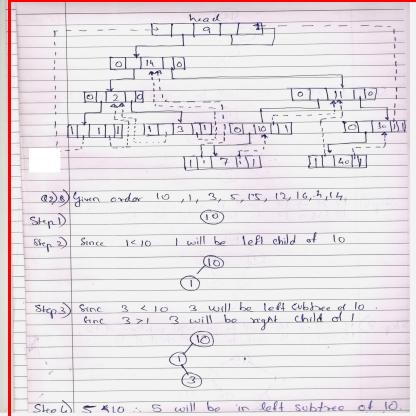 head
9 1
0 14 0
0 2 0 0 11 0
1 1 1 1 3 1 0 10 1 0 30 1
1 7 1 1 40 1
Q2)B) Given order 10 , 1 , 3 , 5 , 15 , 12 , 16 , 4 , 14.
Step 1) 10
Step 2) Since 1<10 1 will be left child of 10
10
1
Step 3) Sinc 3 < 10 3 will be left subtree of 10.
Sinc 3 > 1 3 will be right child of 1
10
1
3
Step 4) 5 < 10 ∴ 5 will be in left subtree of 10.